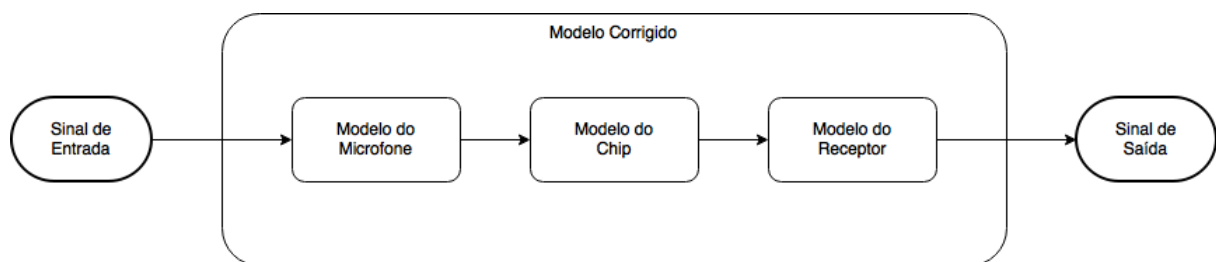 Modelo Corrigido
Sinal de
Entrada
Modelo do
Microfone
Modelo do
Chip
Modelo do
Receptor
Sinal de
Saída